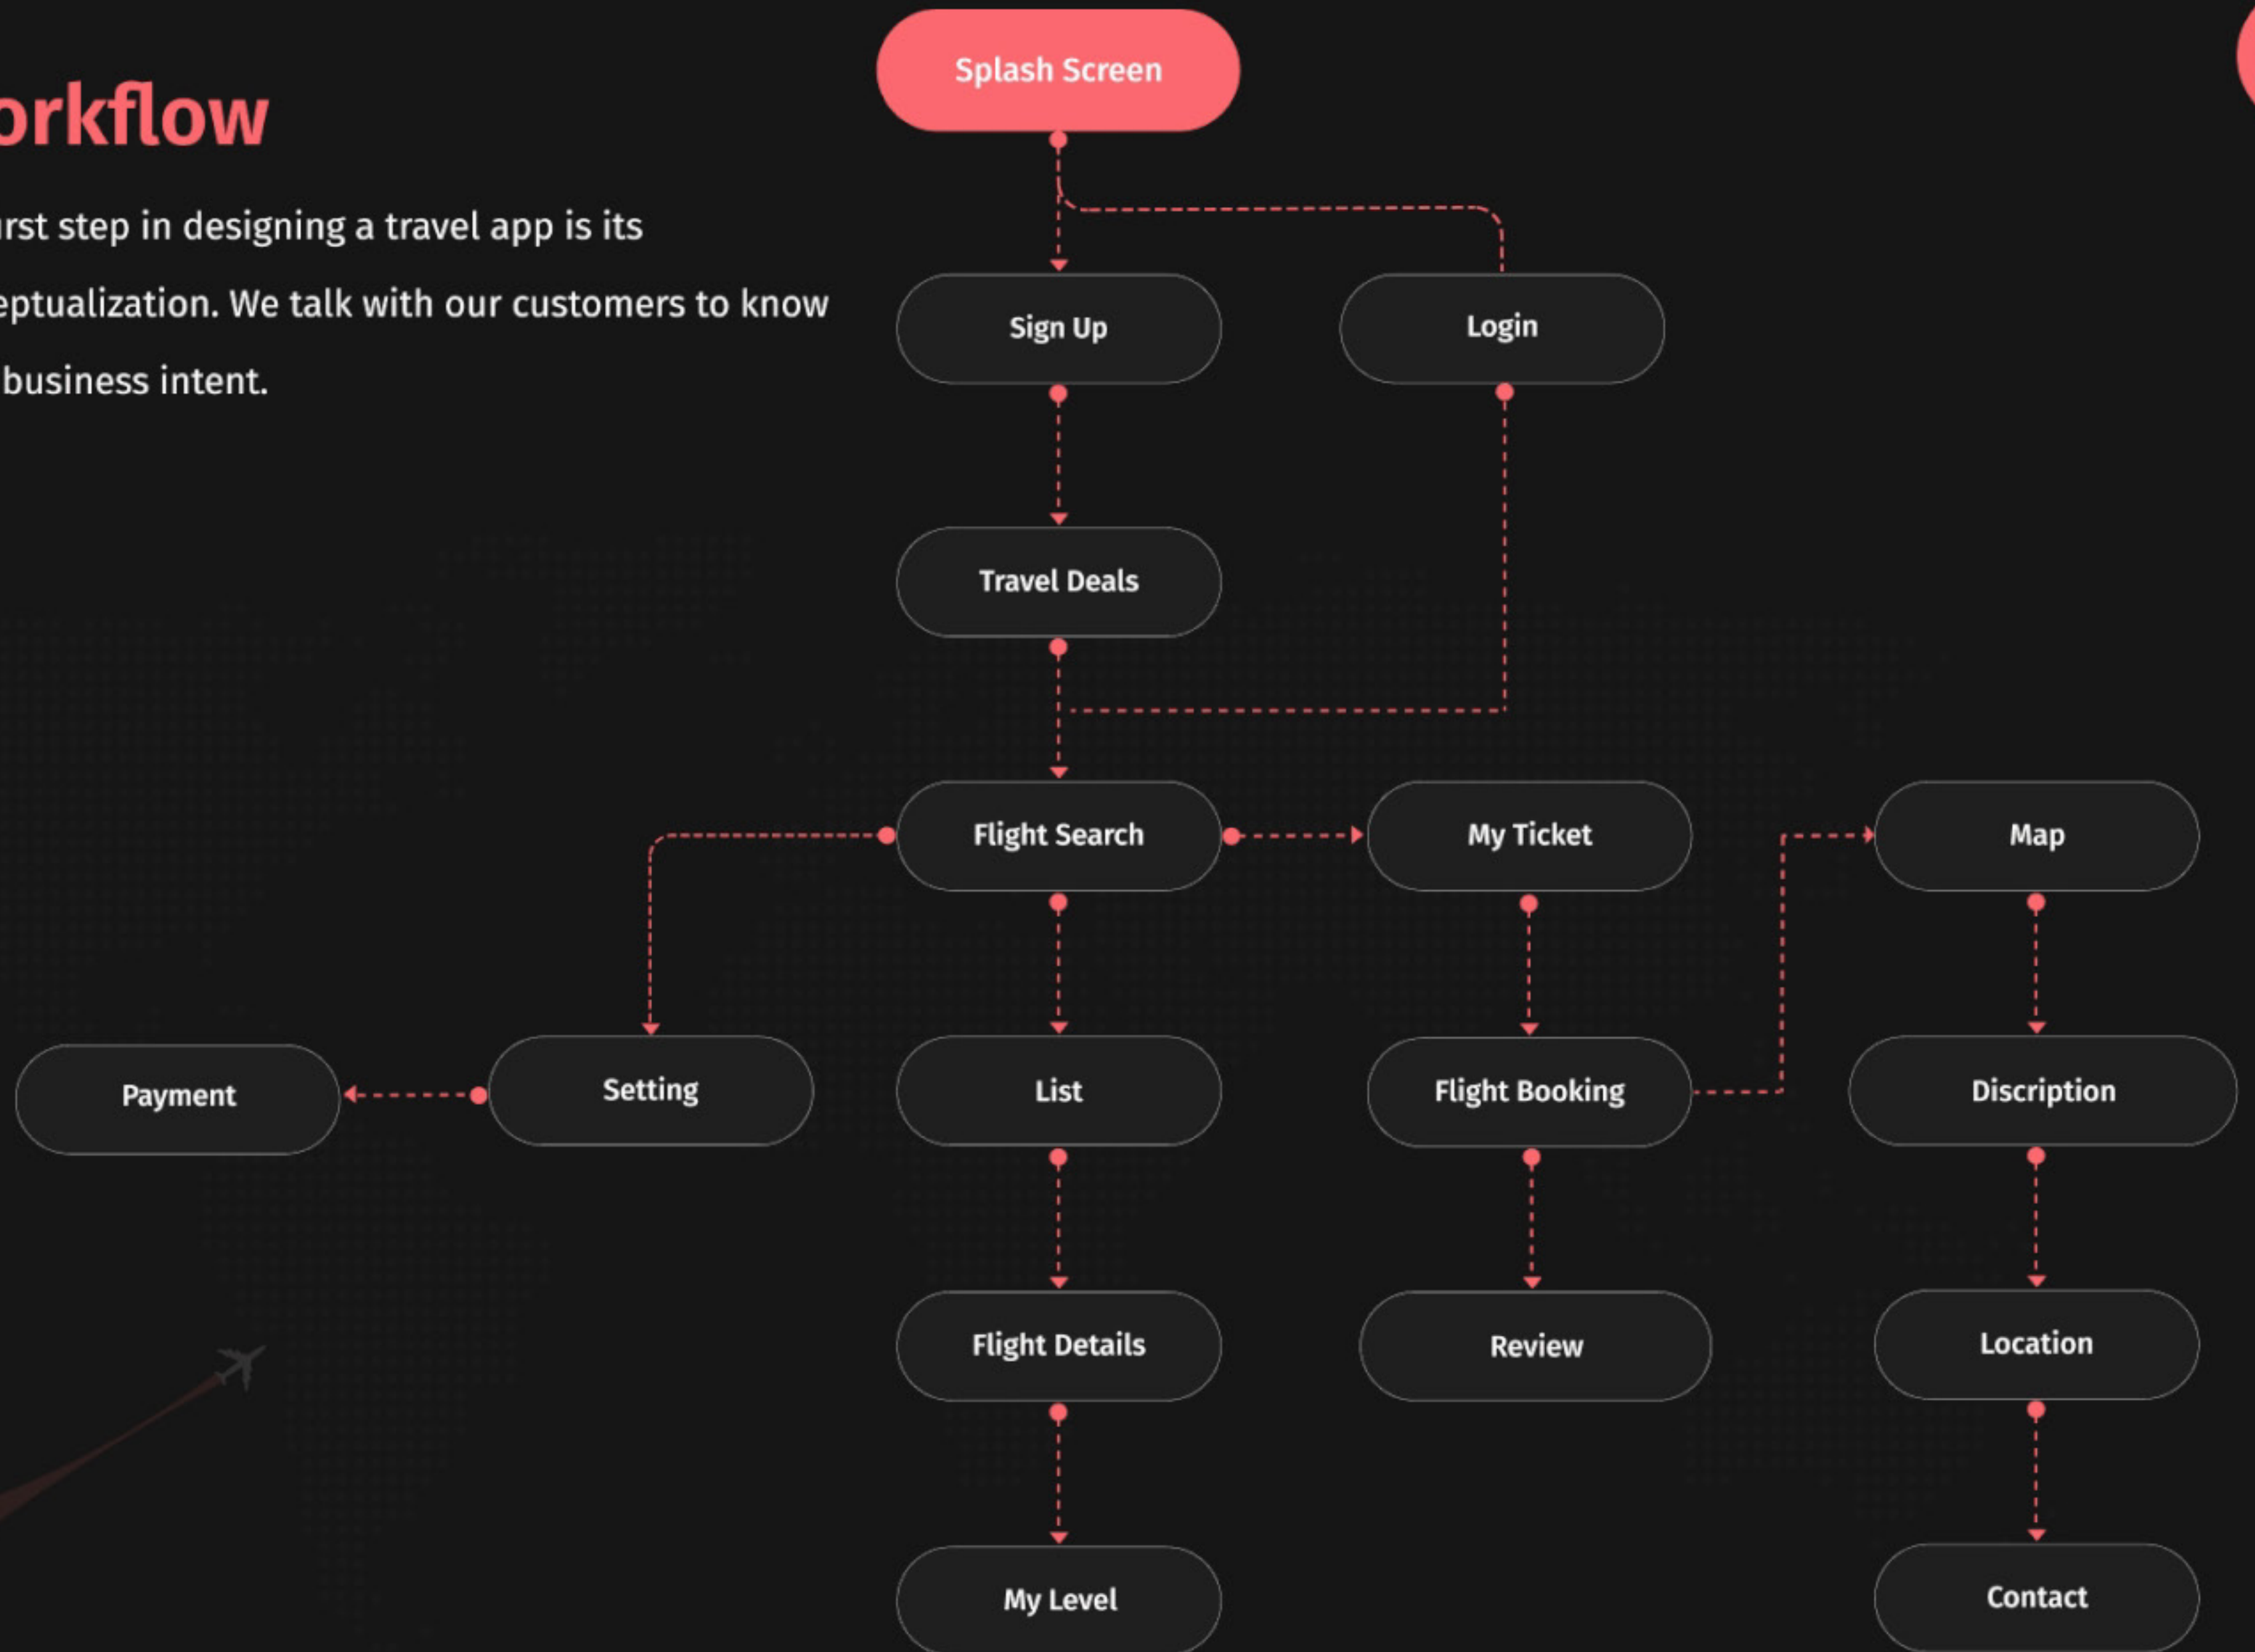 orkflow
irst step in designing a travel app is its
eptualization. We talk with our customers to know
business intent.
Splash Screen
Sign Up
Login
Travel Deals
Flight Search
My Ticket
Map
Payment
Setting
List
Flight Booking
Discription
Flight Details
Review
Location
My Level
Contact